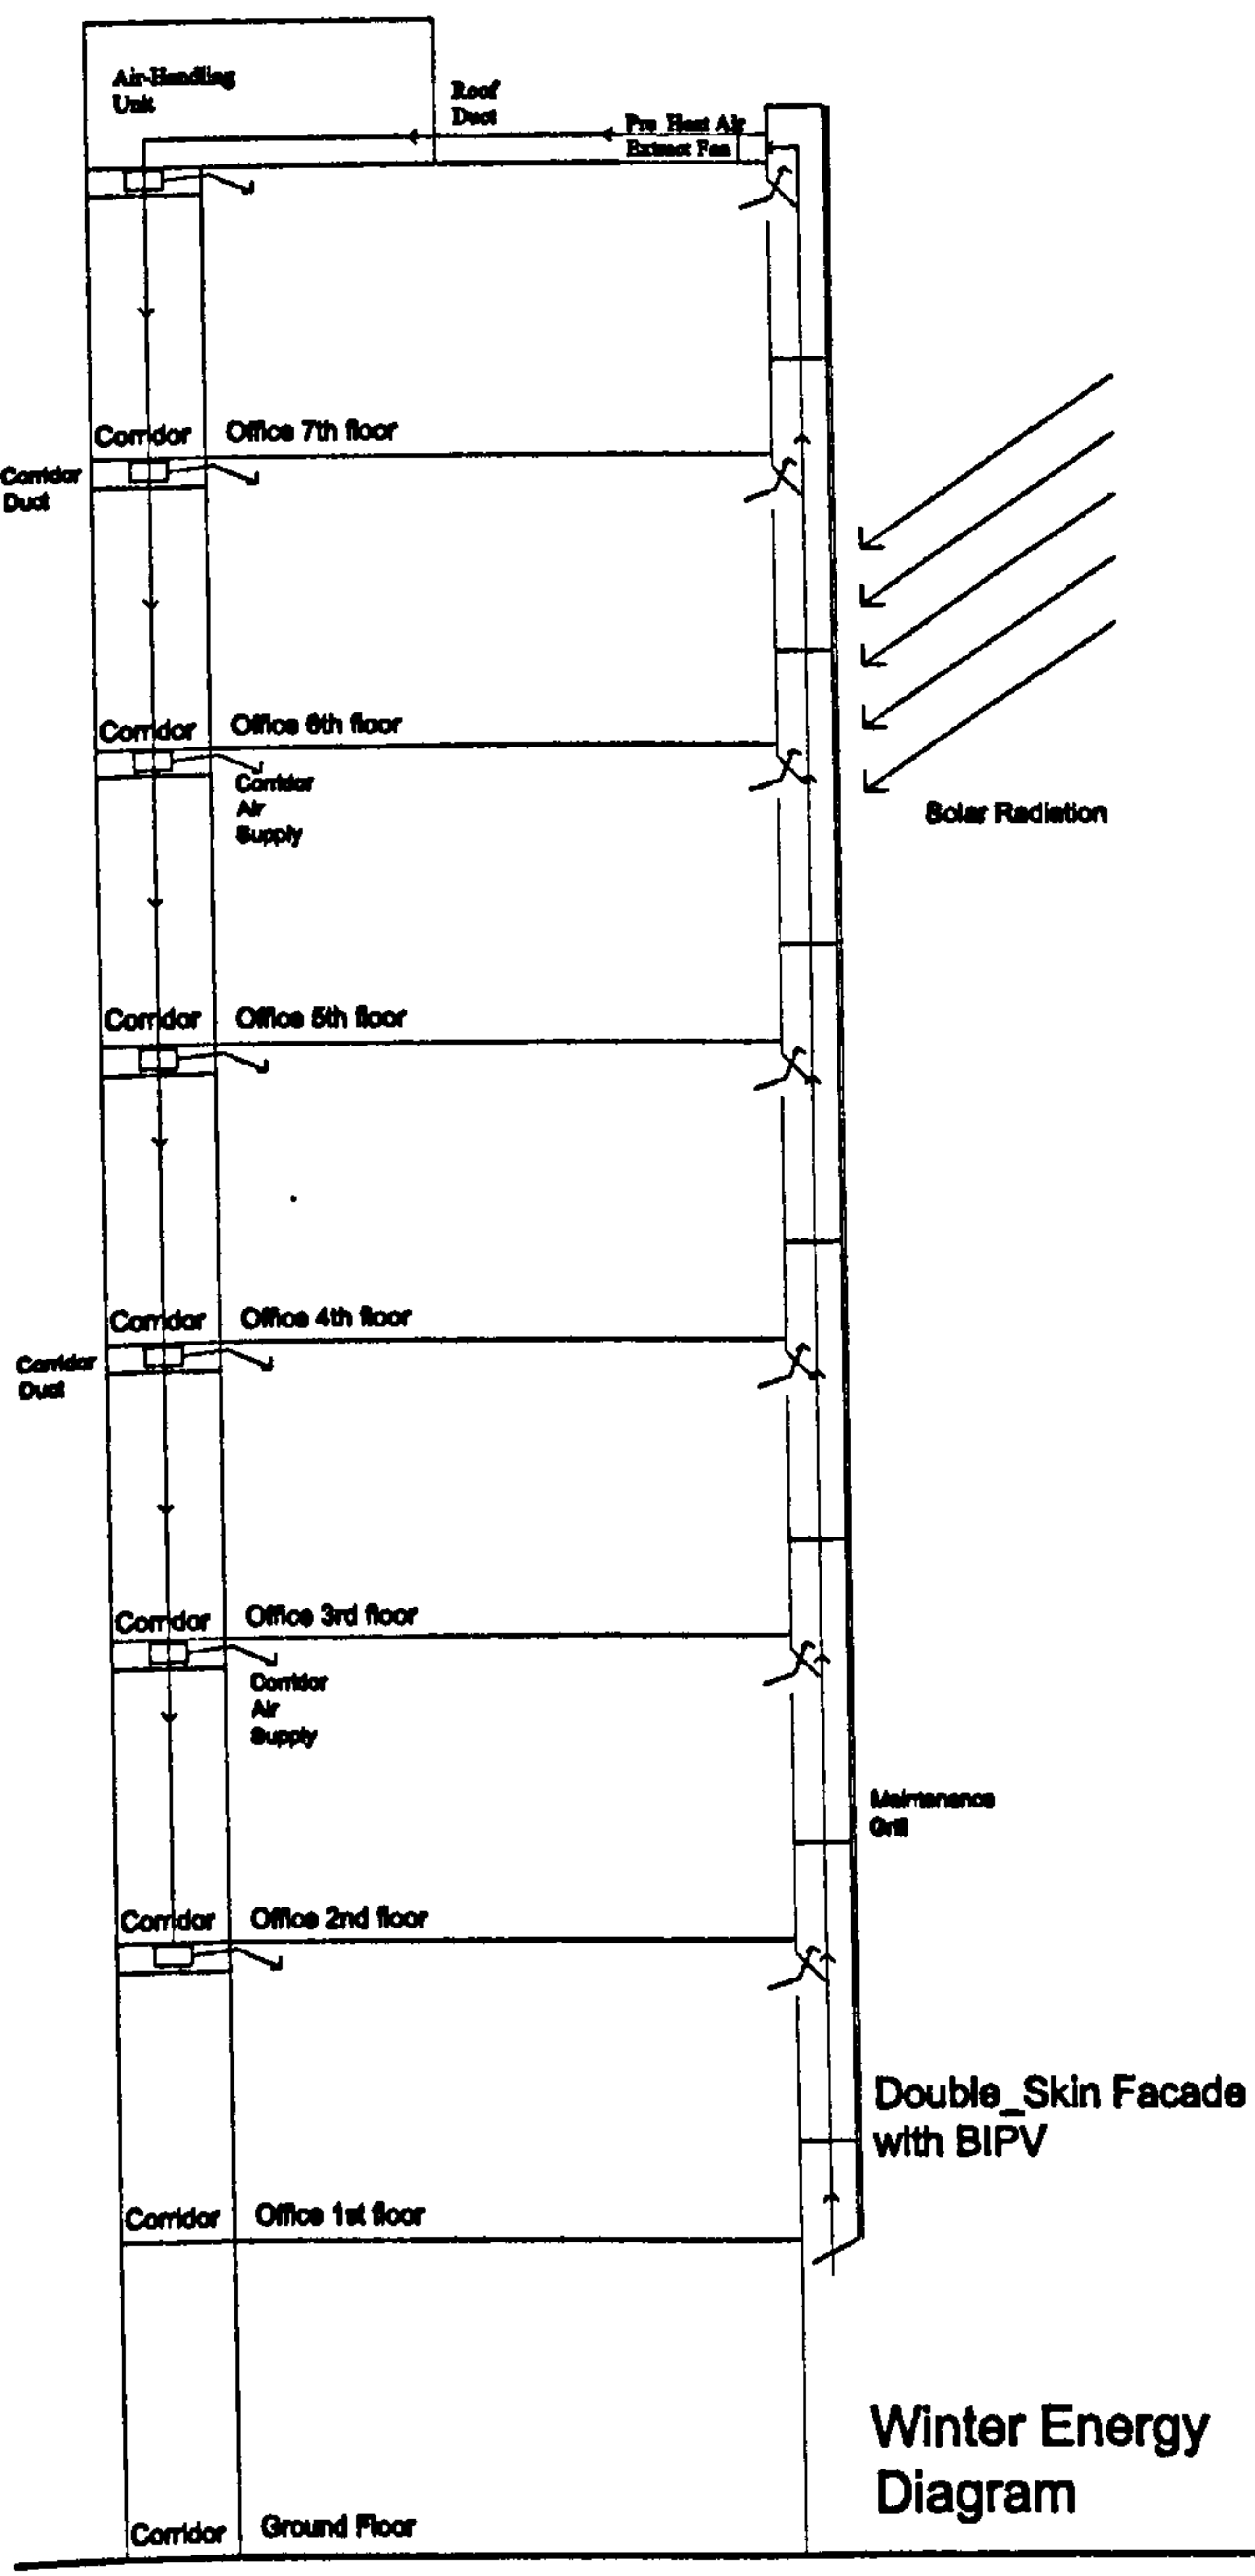 Air-Handling
Unit
Roof
Duct
Pre Heat Air
Extract Fan
Corridor
Office 7th floor
Corridor
Duct
Corridor
Office 6th floor
Corridor
Air
Supply
Solar Radiation
Corridor
Office 5th floor
Corridor
Office 4th floor
Corridor
Duct
Corridor
Office 3rd floor
Corridor
Air
Supply
Maintenance
Grill
Corridor
Office 2nd floor
Double_Skin Facade
with BIPV
Corridor
Office 1st floor
Winter Energy
Diagram
Corridor
Ground Floor